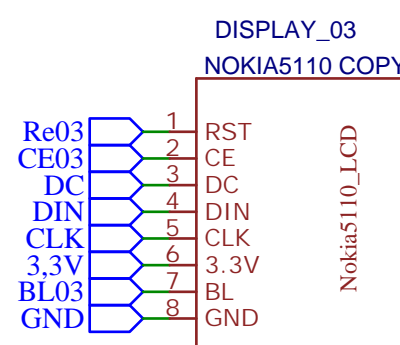 DISPLAY_03
NOKIA5110 COPY
Re03 1 RST
CE03 2 CE
DC 3 DC
DIN 4 DIN
CLK 5 CLK
3,3V 6 3.3V
BL03 7 BL
GND 8 GND
Nokia5110_LCD